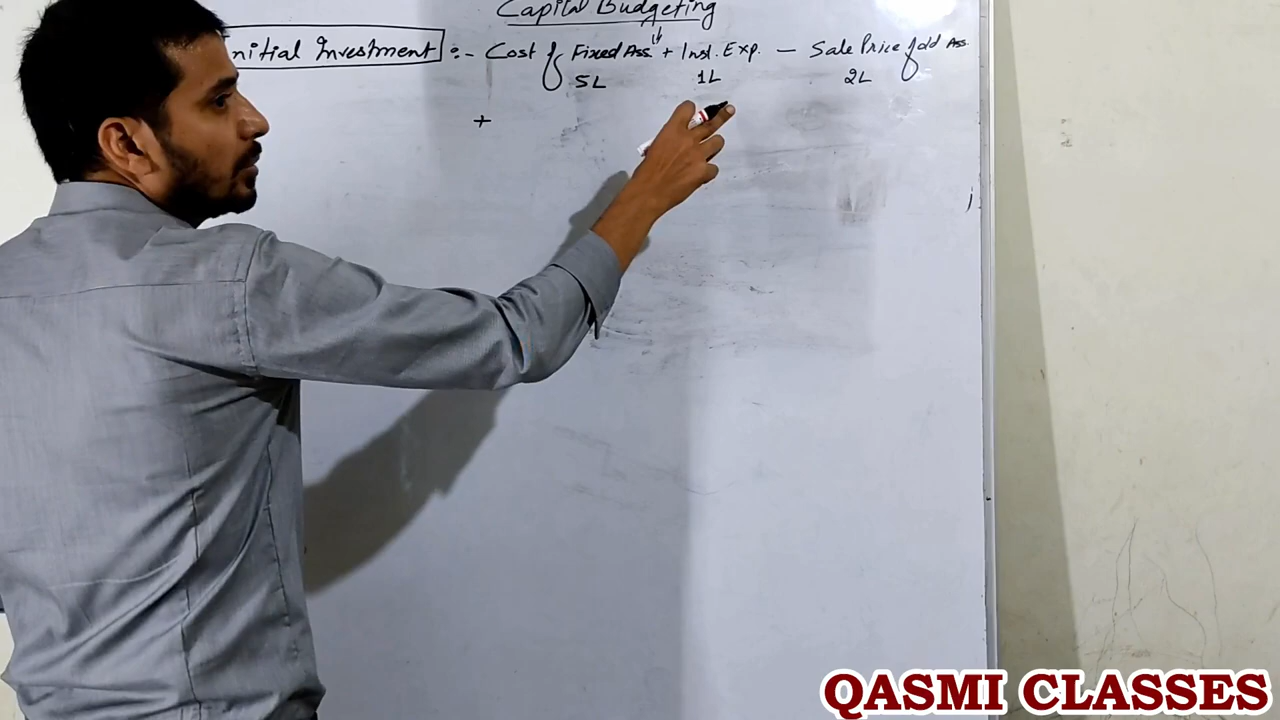 Capital Budgeting
Initial Investment :- Cost of Fixed Ass. + Inst. Exp. — Sale Price of old Ass.
5L 1L 2L
+
QASMI CLASSES